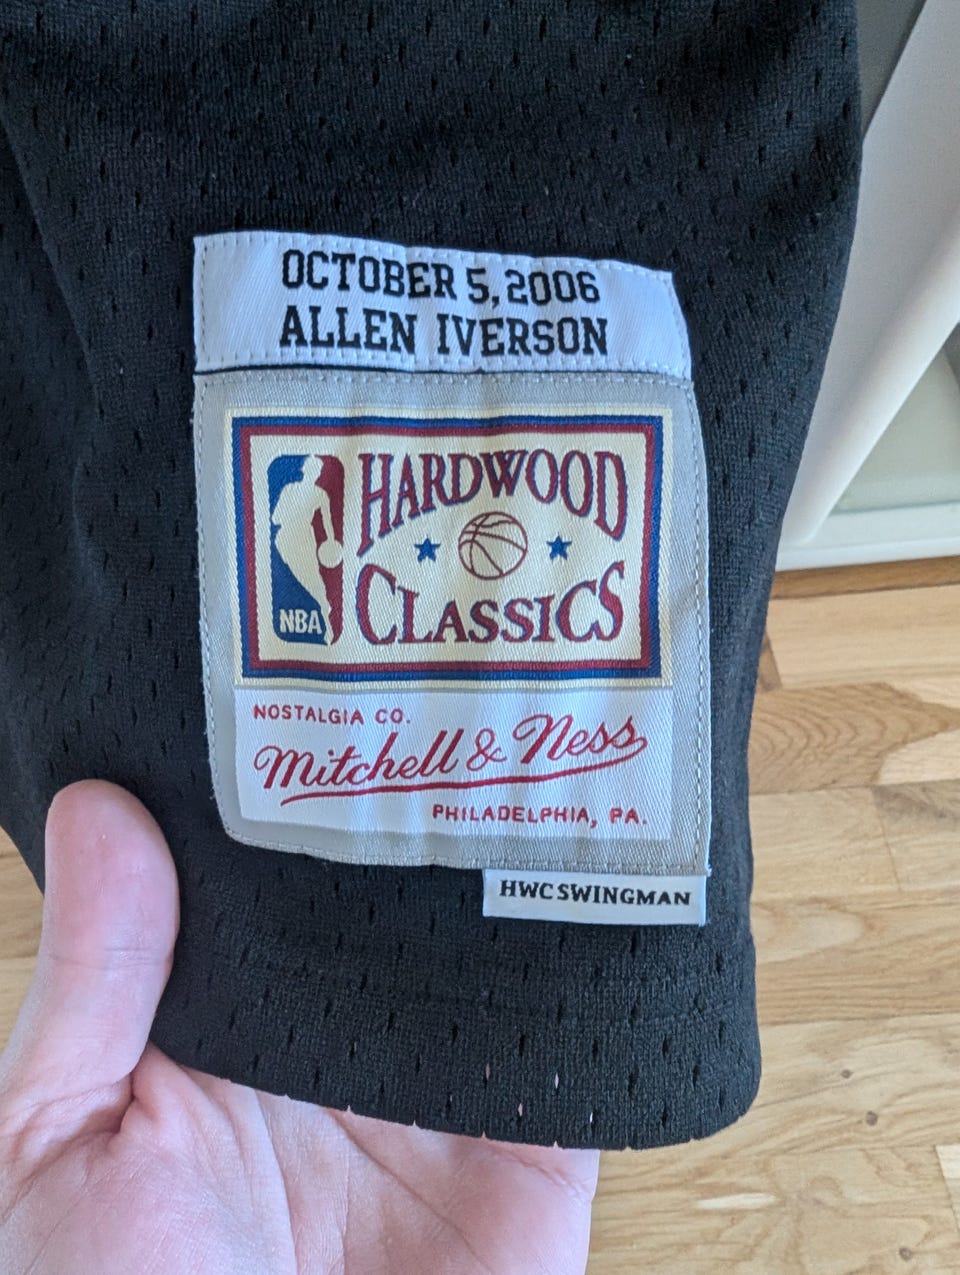 OCTOBER 5, 2006
ALLEN IVERSON
HARDWOOD
CLASSICS
NBA
NOSTALGIA CO.
Mitchell & Ness
PHILADELPHIA, PA.
HWC SWINGMAN